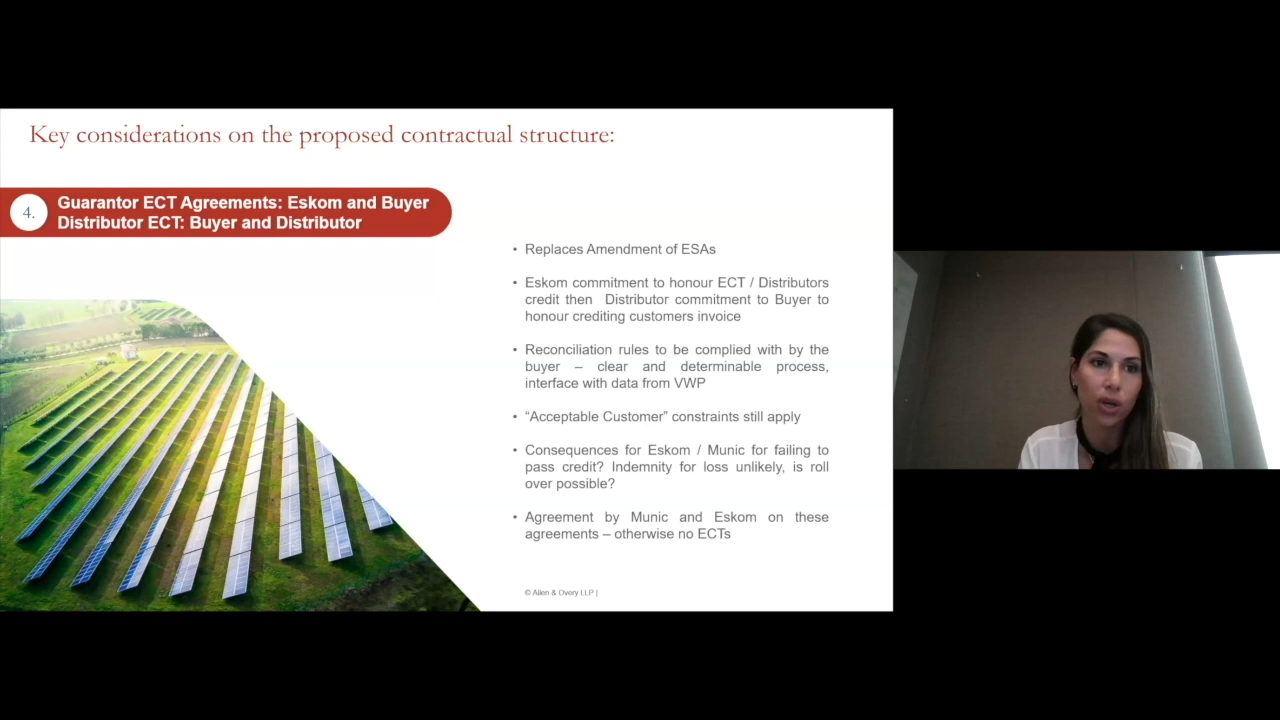 Key considerations on the proposed contractual structure:
4.
Guarantor ECT Agreements: Eskom and Buyer
Distributor ECT: Buyer and Distributor
• Replaces Amendment of ESAs
• Eskom commitment to honour ECT / Distributors
credit then Distributor commitment to Buyer to
honour crediting customers invoice
• Reconciliation rules to be complied with by the
buyer – clear and determinable process,
interface with data from VWP
• “Acceptable Customer” constraints still apply
• Consequences for Eskom / Munic for failing to
pass credit? Indemnity for loss unlikely, is roll
over possible?
• Agreement by Munic and Eskom on these
agreements – otherwise no ECTs
© Allen & Overy LLP |